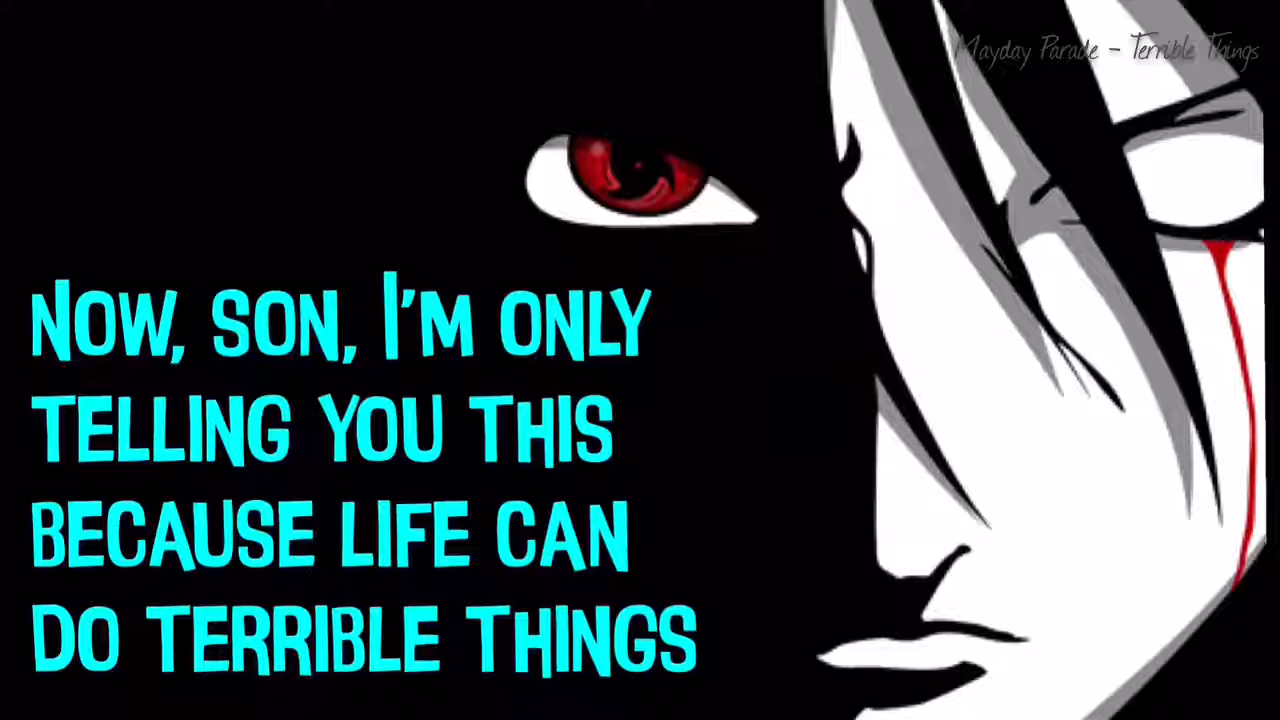 Mayday Parade - Terrible Things
NOW, SON, I'M ONLY
TELLING YOU THIS
BECAUSE LIFE CAN
DO TERRIBLE THINGS